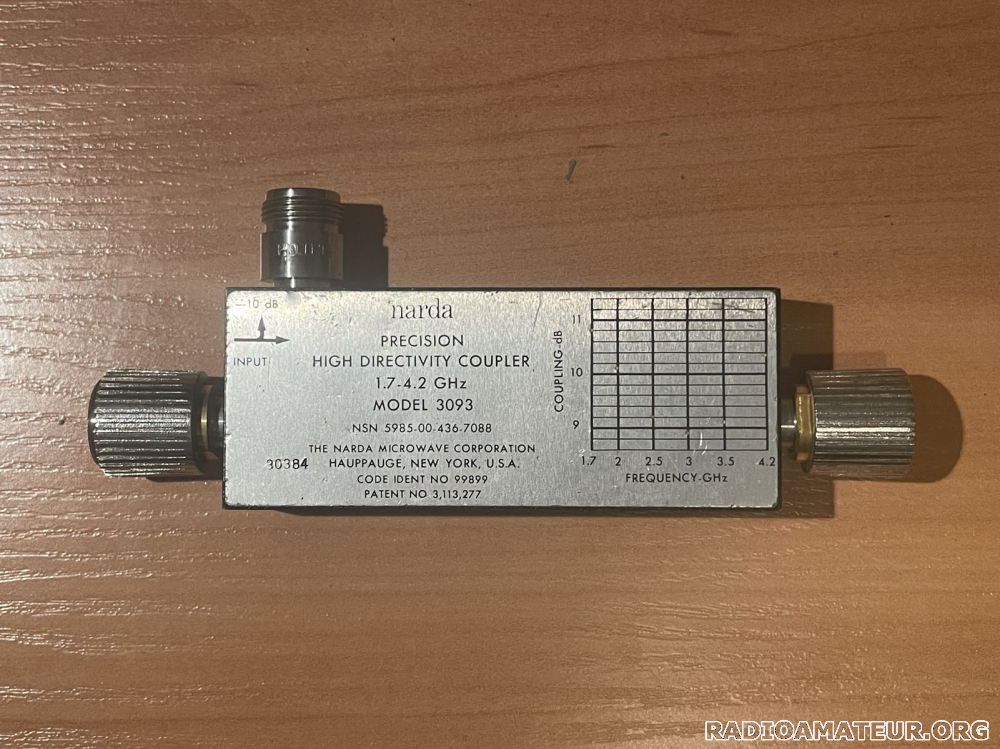 –10 dB
INPUT
narda
PRECISION
HIGH DIRECTIVITY COUPLER
1.7-4.2 GHz
MODEL 3093
NSN 5985-00-436-7088
THE NARDA MICROWAVE CORPORATION
30384 HAUPPAUGE, NEW YORK, U.S.A.
CODE IDENT NO 99899
PATENT NO 3,113,277
COUPLING-dB
11
10
9
1.7 2 2.5 3 3.5 4.2
FREQUENCY-GHz
RADIOAMATEUR.ORG